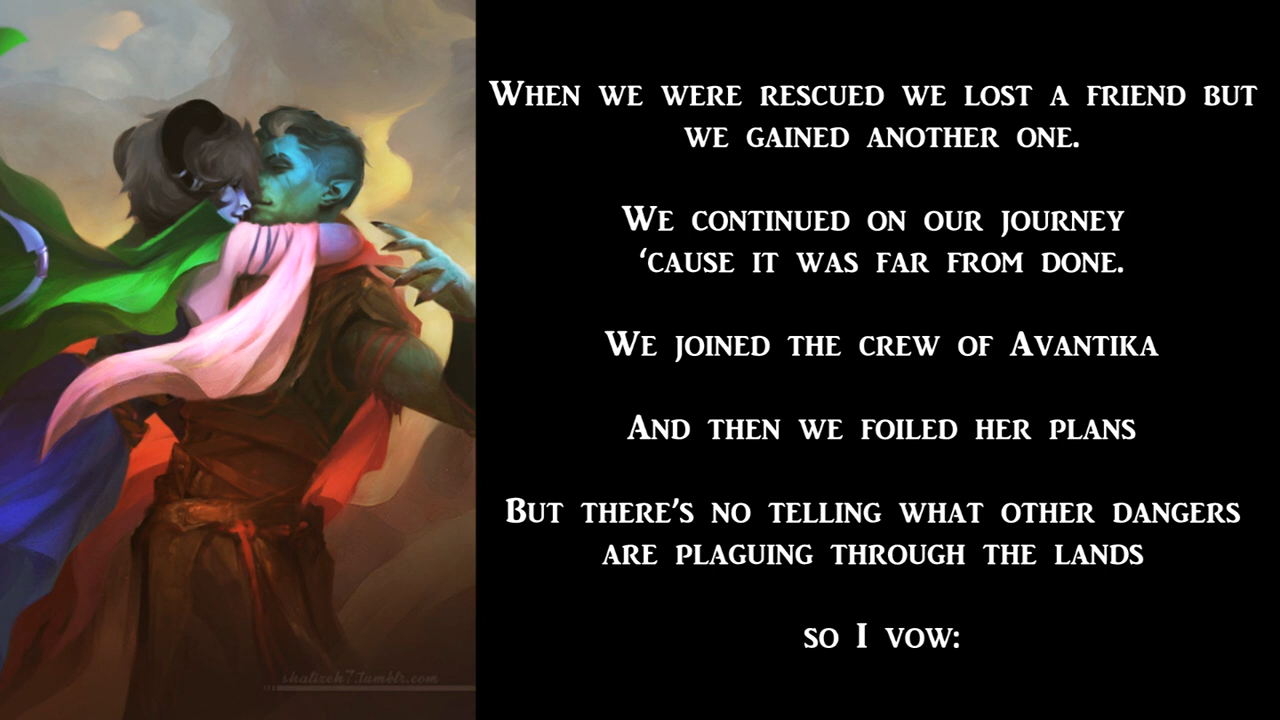 When we were rescued we lost a friend but
we gained another one.
We continued on our journey
'cause it was far from done.
We joined the crew of Avantika
And then we foiled her plans
But there's no telling what other dangers
are plaguing through the lands
so I vow:
shalizeh7.tumblr.com